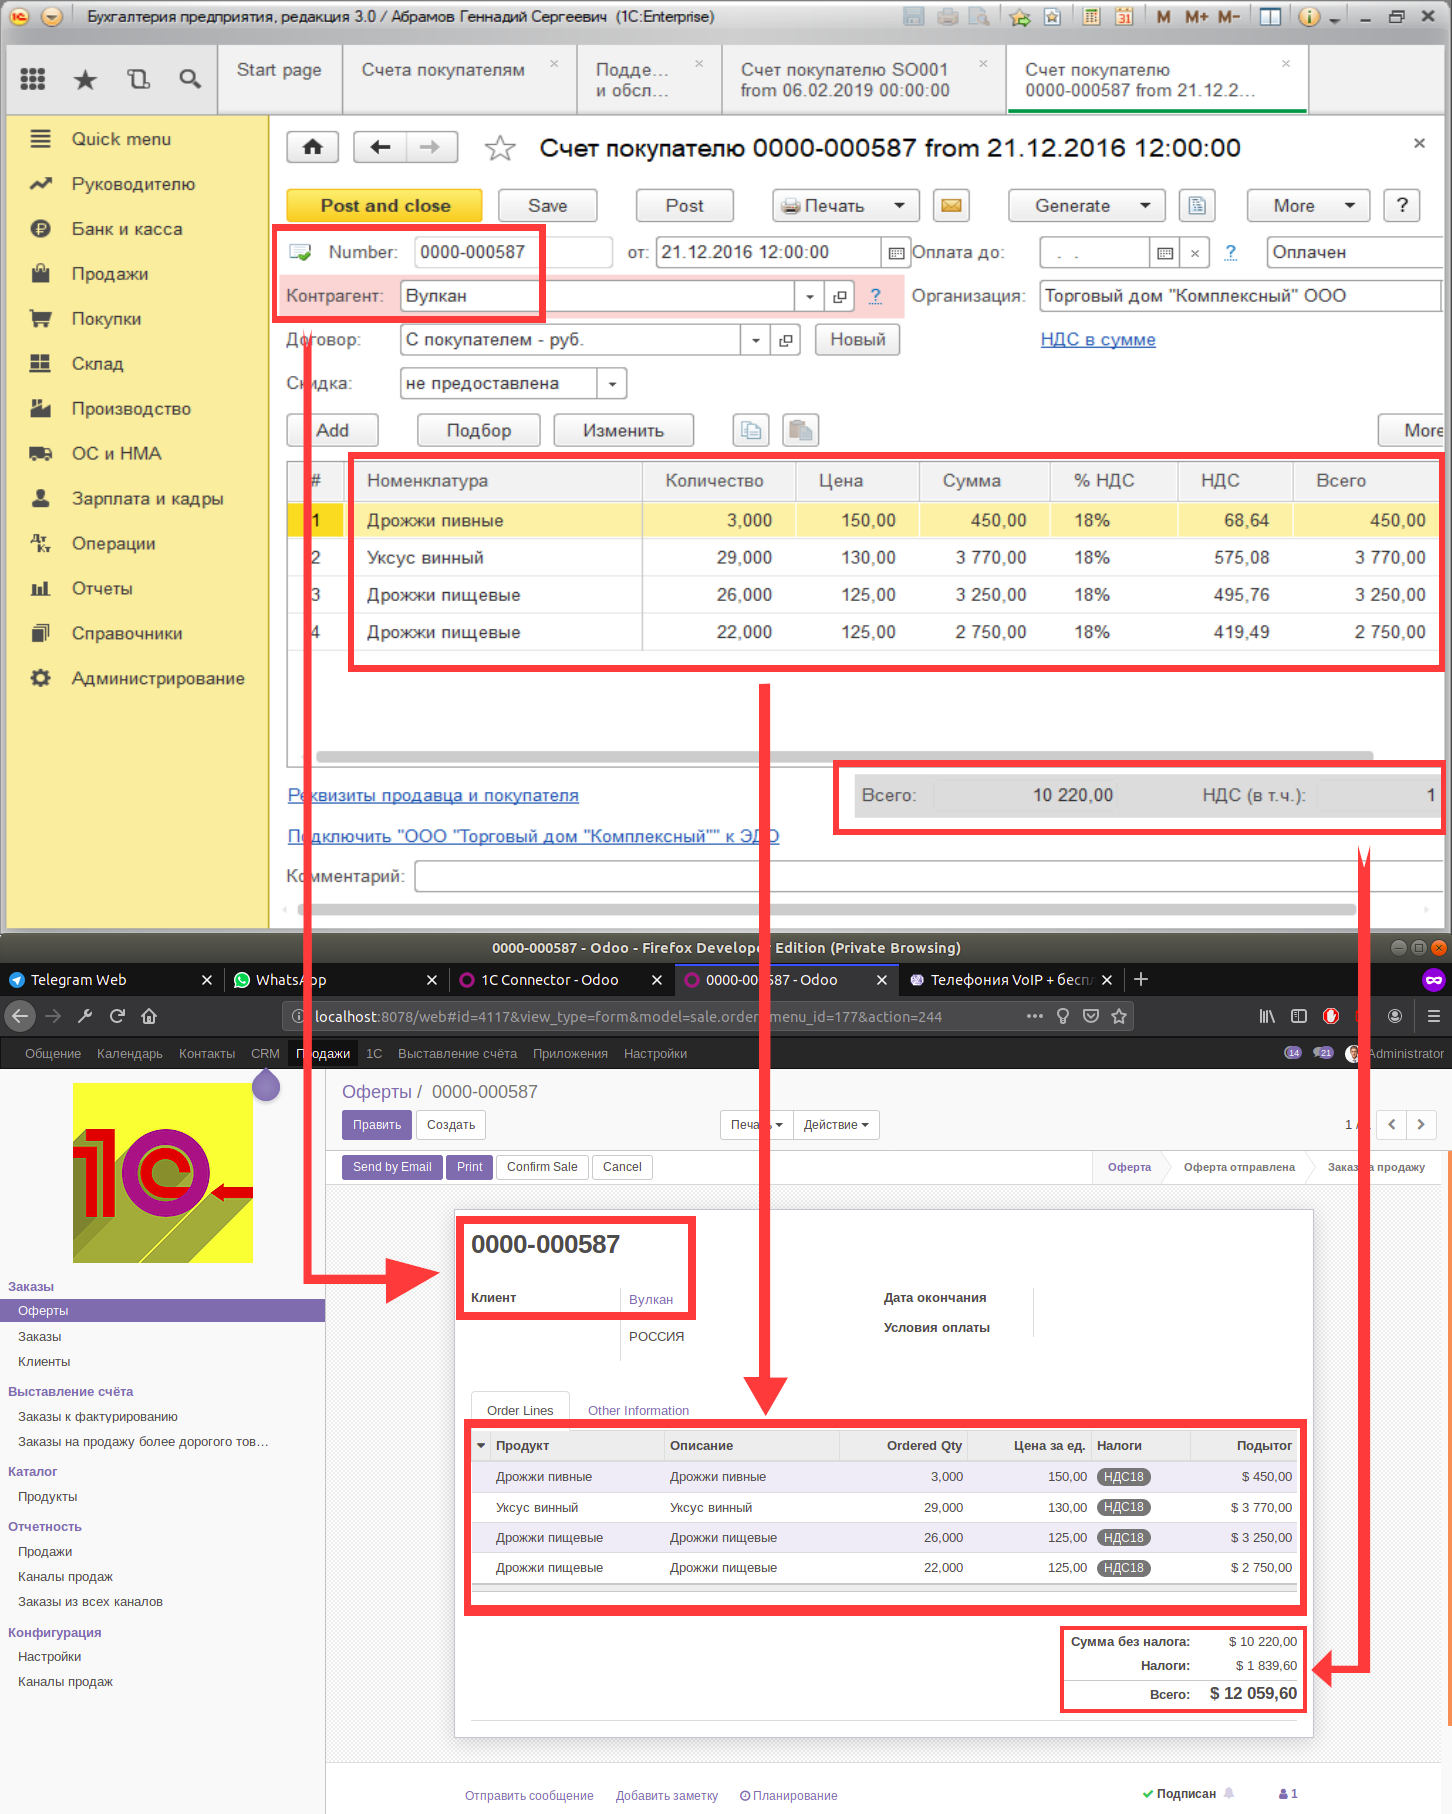 Бухгалтерия предприятия, редакция 3.0 / Абрамов Геннадий Сергеевич (1C:Enterprise)
31 M M+ M-
Start page
Счета покупателям
Подде...
и обсл...
Счет покупателю SO001
from 06.02.2019 00:00:00
Счет покупателю
0000-000587 from 21.12.2...
Quick menu
Руководителю
Банк и касса
Продажи
Покупки
Склад
Производство
ОС и НМА
Зарплата и кадры
Операции
Отчеты
Справочники
Администрирование
Счет покупателю 0000-000587 from 21.12.2016 12:00:00
Post and close Save Post Печать Generate More ?
Number: 0000-000587 от: 21.12.2016 12:00:00 Оплата до: . . ? Оплачен
Контрагент: Вулкан ? Организация: Торговый дом "Комплексный" ООО
Договор: С покупателем - руб. Новый НДС в сумме
Скидка: не предоставлена
Add Подбор Изменить More
# Номенклатура Количество Цена Сумма % НДС НДС Всего
1 Дрожжи пивные 3,000 150,00 450,00 18% 68,64 450,00
2 Уксус винный 29,000 130,00 3 770,00 18% 575,08 3 770,00
3 Дрожжи пищевые 26,000 125,00 3 250,00 18% 495,76 3 250,00
4 Дрожжи пищевые 22,000 125,00 2 750,00 18% 419,49 2 750,00
Реквизиты продавца и покупателя
Всего: 10 220,00 НДС (в т.ч.): 1
Подключить "ООО "Торговый дом "Комплексный"" к ЭДО
Комментарий:
0000-000587 - Odoo - Firefox Developer Edition (Private Browsing)
Telegram Web WhatsApp 1C Connector - Odoo 0000-000587 - Odoo Телефония VoIP + бесп
localhost:8078/web#id=4117&view_type=form&model=sale.order&menu_id=177&action=244
Общение Календарь Контакты CRM Продажи 1С Выставление счёта Приложения Настройки 14 21 Administrator
1С
Заказы
Оферты
Заказы
Клиенты
Выставление счёта
Заказы к фактурированию
Заказы на продажу более дорогого тов...
Каталог
Продукты
Отчетность
Продажи
Каналы продаж
Заказы из всех каналов
Конфигурация
Настройки
Каналы продаж
Оферты / 0000-000587
Править Создать Печать Действие 1 /
Send by Email Print Confirm Sale Cancel Оферта Оферта отправлена Заказ на продажу
0000-000587
Клиент Вулкан
РОССИЯ
Дата окончания
Условия оплаты
Order Lines Other Information
Продукт Описание Ordered Qty Цена за ед. Налоги Подытог
Дрожжи пивные Дрожжи пивные 3,000 150,00 НДС18 $ 450,00
Уксус винный Уксус винный 29,000 130,00 НДС18 $ 3 770,00
Дрожжи пищевые Дрожжи пищевые 26,000 125,00 НДС18 $ 3 250,00
Дрожжи пищевые Дрожжи пищевые 22,000 125,00 НДС18 $ 2 750,00
Сумма без налога: $ 10 220,00
Налоги: $ 1 839,60
Всего: $ 12 059,60
Отправить сообщение Добавить заметку Планирование Подписан 1